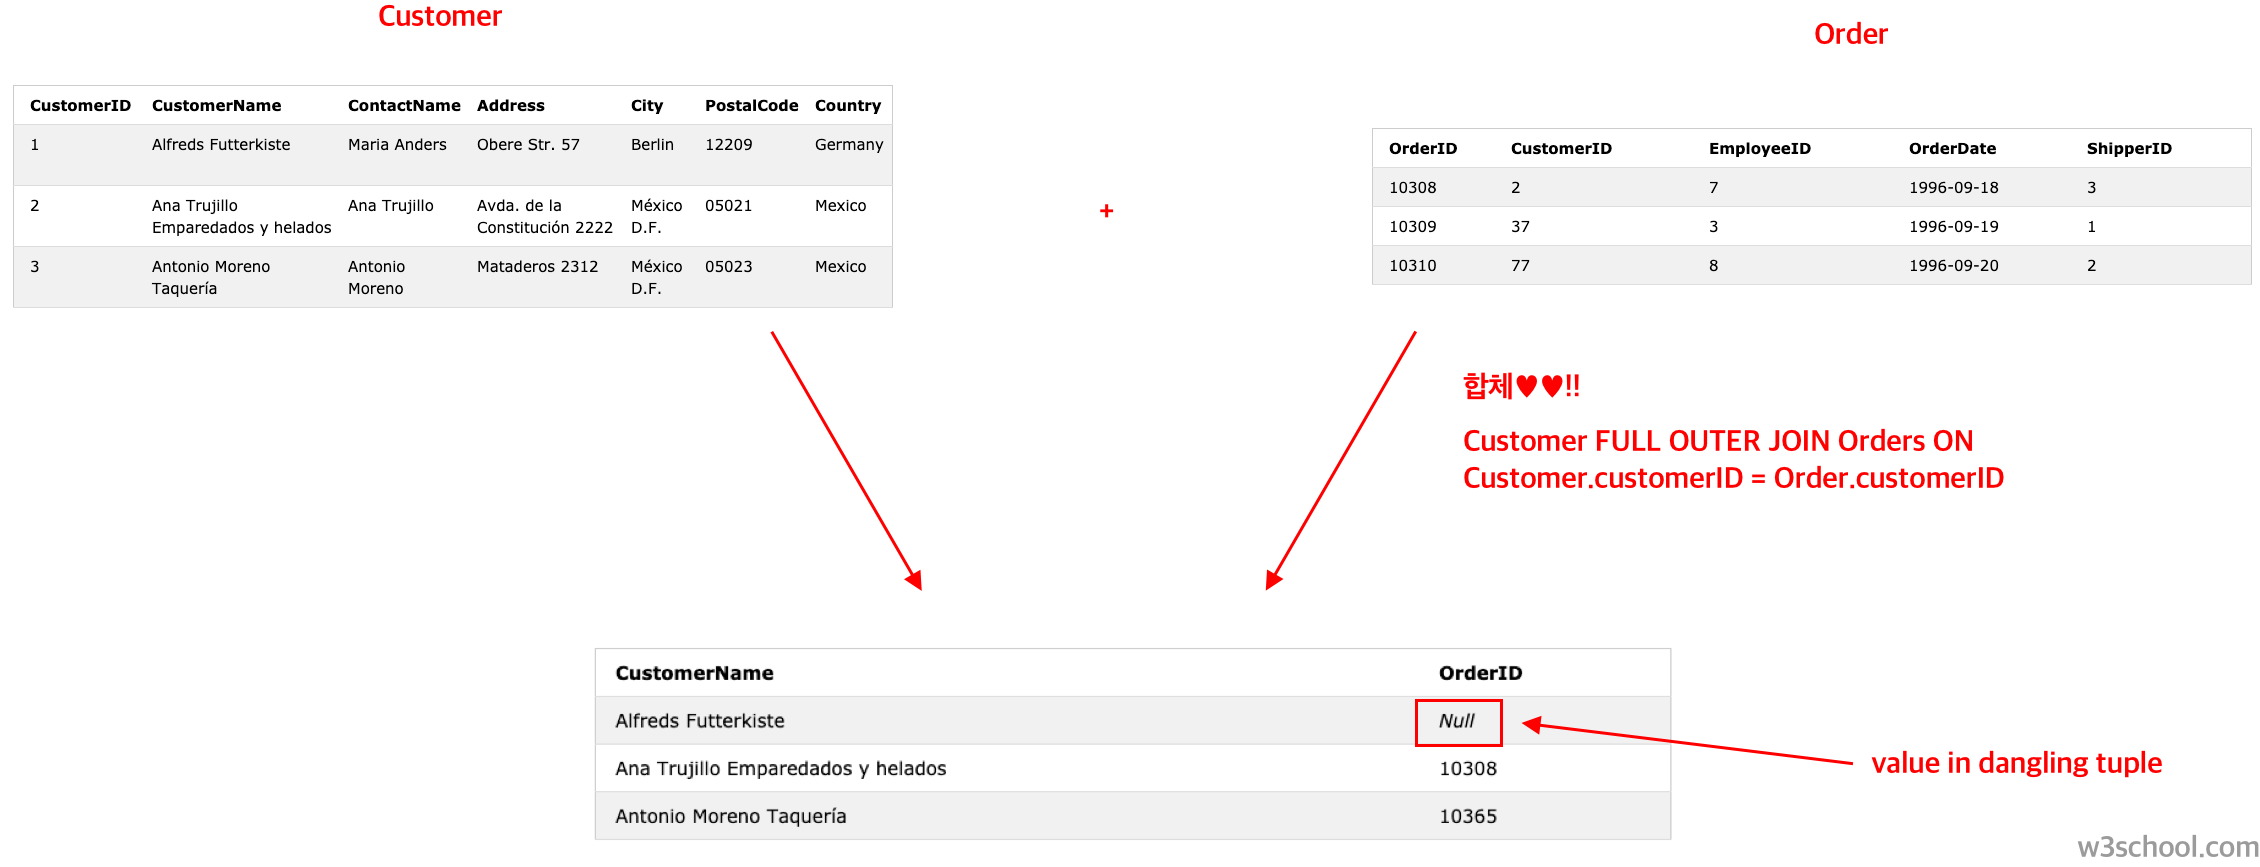 Customer
Order
CustomerID CustomerName ContactName Address City PostalCode Country
1 Alfreds Futterkiste Maria Anders Obere Str. 57 Berlin 12209 Germany
2 Ana Trujillo Ana Trujillo Avda. de la México 05021 Mexico
Emparedados y helados Constitución 2222 D.F.
3 Antonio Moreno Antonio Mataderos 2312 México 05023 Mexico
Taquería Moreno D.F.
+
OrderID CustomerID EmployeeID OrderDate ShipperID
10308 2 7 1996-09-18 3
10309 37 3 1996-09-19 1
10310 77 8 1996-09-20 2
합체♥♥!!
Customer FULL OUTER JOIN Orders ON
Customer.customerID = Order.customerID
CustomerName OrderID
Alfreds Futterkiste Null
Ana Trujillo Emparedados y helados 10308
Antonio Moreno Taquería 10365
value in dangling tuple
w3school.com